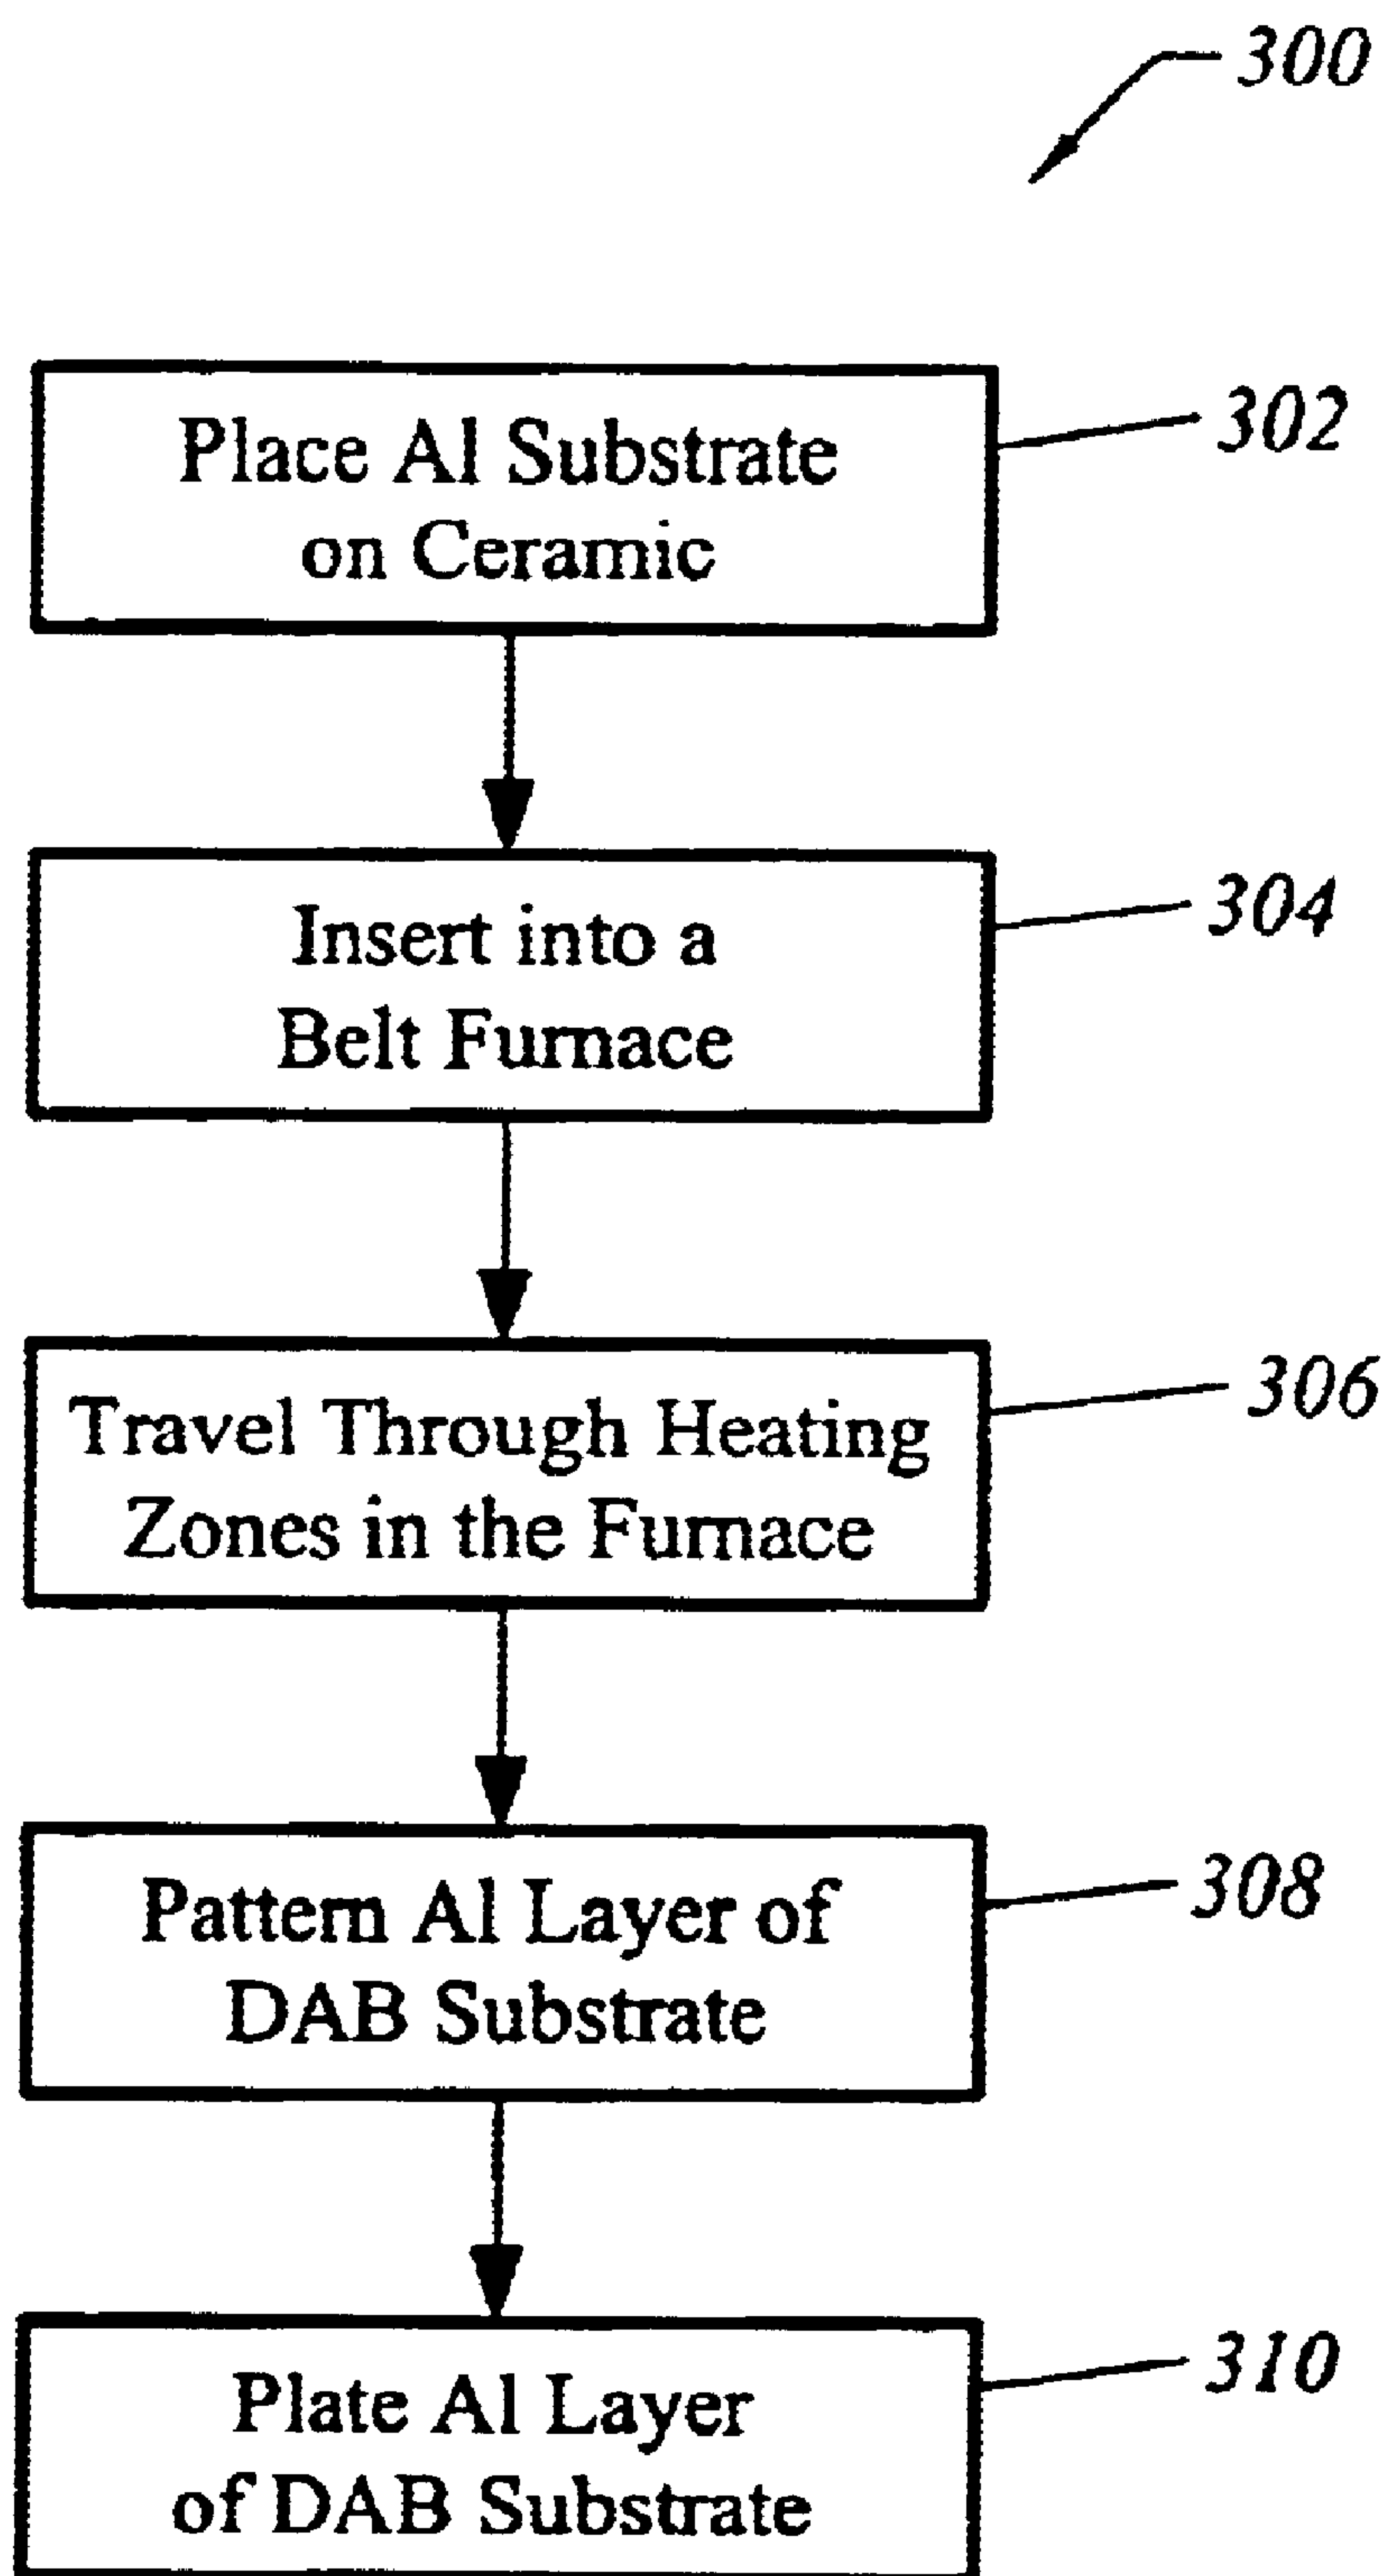 300
Place Al Substrate
on Ceramic
302
Insert into a
Belt Furnace
304
Travel Through Heating
Zones in the Furnace
306
Pattern Al Layer of
DAB Substrate
308
Plate Al Layer
of DAB Substrate
310